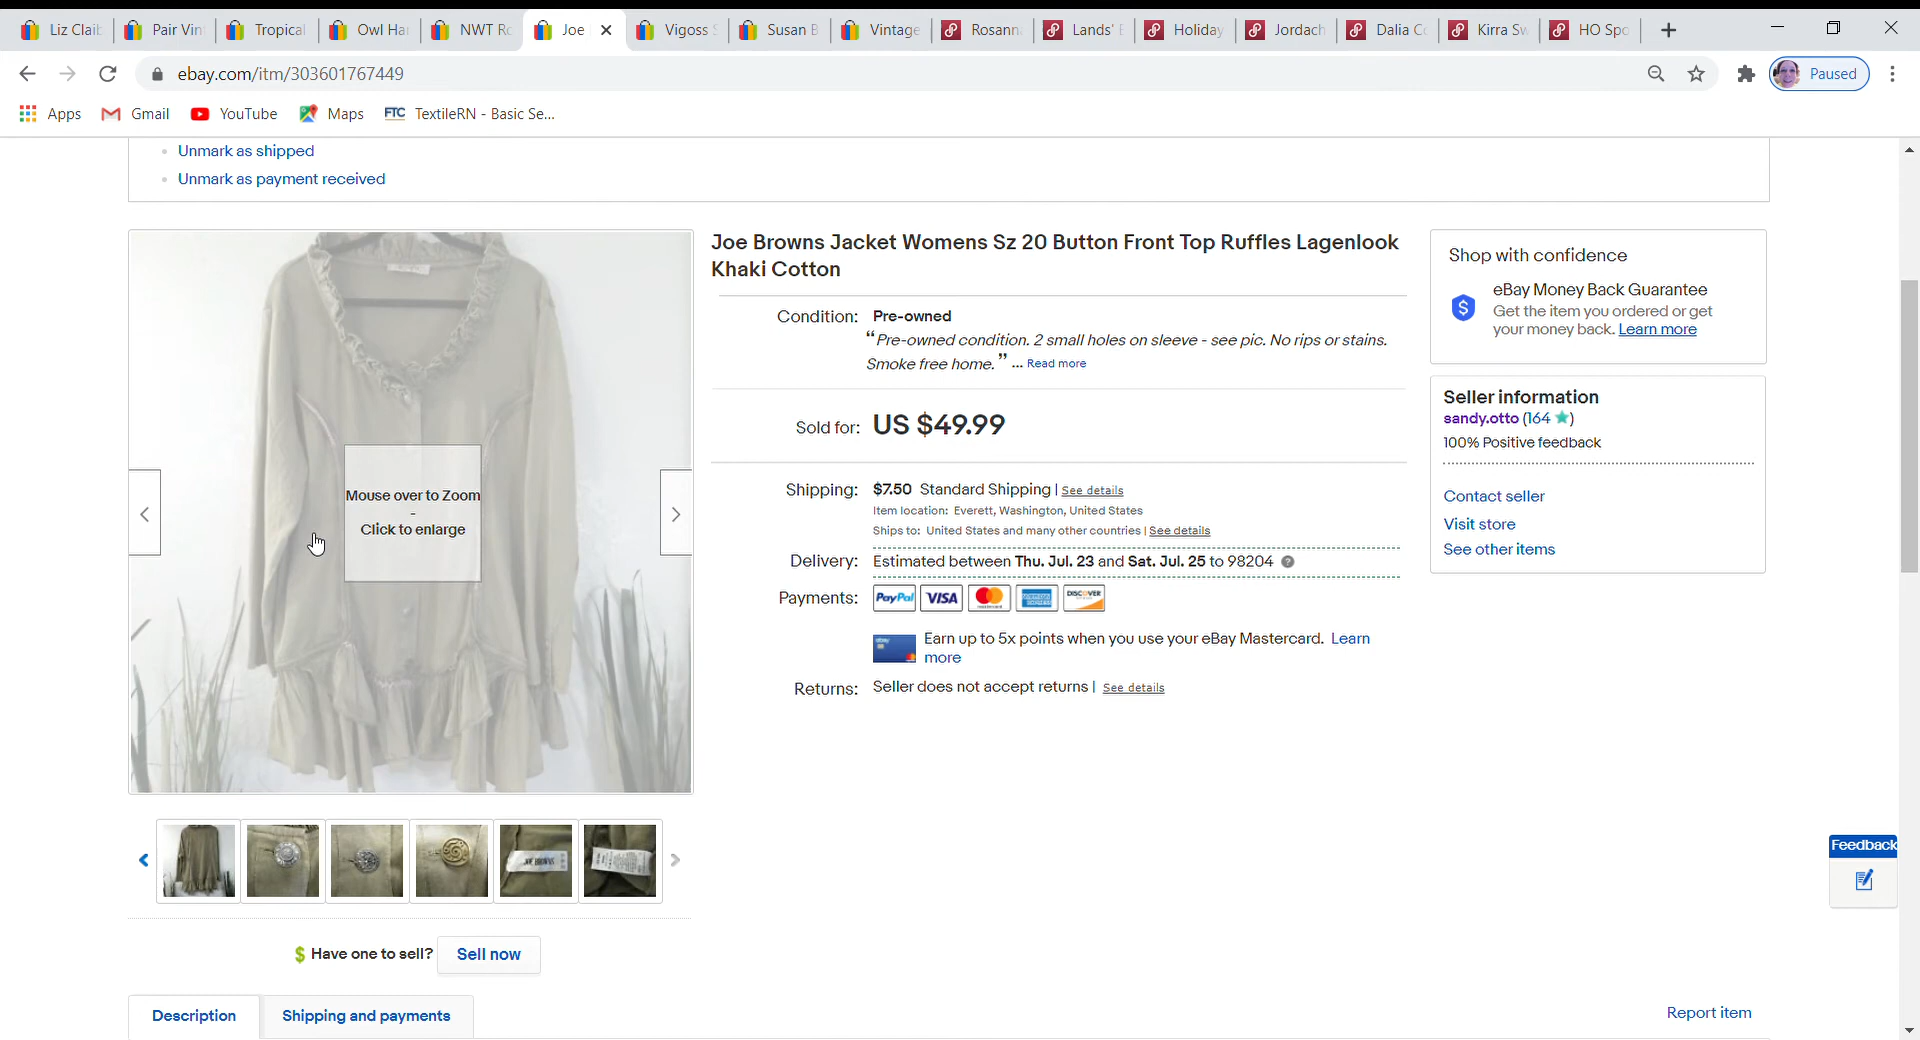 Liz Claib
Pair Vin
Tropical
Owl Har
NWT Ro
Joe
Vigoss S
Susan B
Vintage
Rosann
Lands' E
Holiday
Jordach
Dalia Co
Kirra Sw
HO Spo
ebay.com/itm/303601767449
Paused
Apps
Gmail
YouTube
Maps
FTC TextileRN - Basic Se...
Unmark as shipped
Unmark as payment received
Joe Browns Jacket Womens Sz 20 Button Front Top Ruffles Lagenlook
Khaki Cotton
Condition: Pre-owned
“Pre-owned condition. 2 small holes on sleeve - see pic. No rips or stains.
Smoke free home.” ... Read more
Sold for: US $49.99
Shipping: $7.50 Standard Shipping | See details
Item location: Everett, Washington, United States
Ships to: United States and many other countries | See details
Delivery: Estimated between Thu. Jul. 23 and Sat. Jul. 25 to 98204
Payments: PayPal VISA DISCOVER
Earn up to 5x points when you use your eBay Mastercard. Learn
more
Returns: Seller does not accept returns | See details
Shop with confidence
eBay Money Back Guarantee
Get the item you ordered or get
your money back. Learn more
Seller information
sandy.otto (164)
100% Positive feedback
Contact seller
Visit store
See other items
Mouse over to Zoom
-
Click to enlarge
JOE BROWNS
$ Have one to sell? Sell now
Feedback
Description
Shipping and payments
Report item